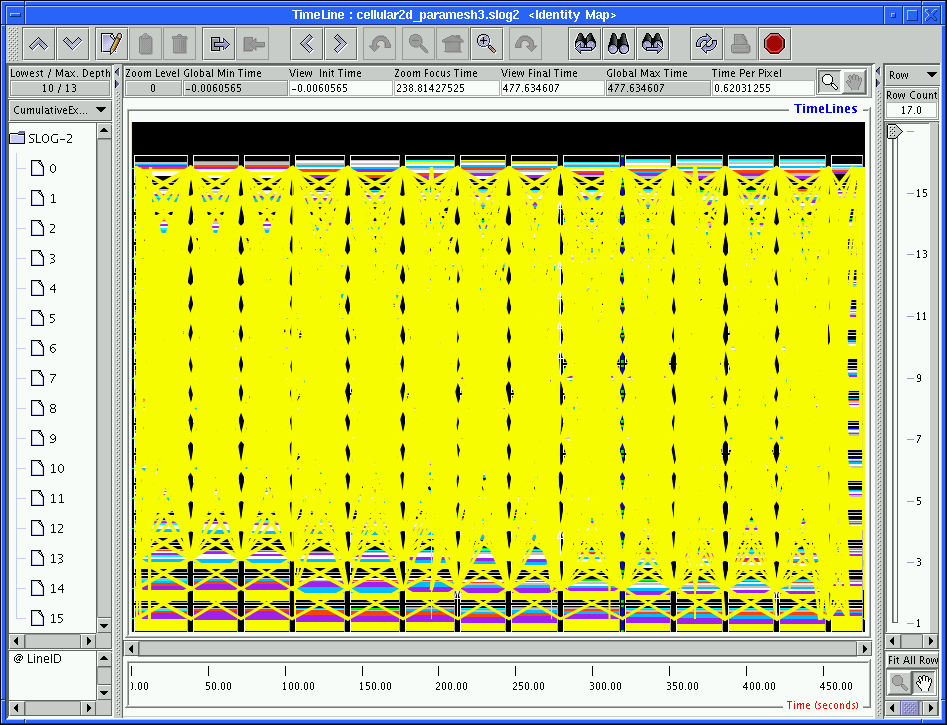 TimeLine : cellular2d_paramesh3.slog2 <Identity Map>
Lowest / Max. Depth
10 / 13
Zoom Level
0
Global Min Time
-0.0060565
View Init Time
-0.0060565
Zoom Focus Time
238.81427525
View Final Time
477.634607
Global Max Time
477.634607
Time Per Pixel
0.62031255
Row
Row Count
17.0
CumulativeEx...
TimeLines
SLOG-2
0
1
2
3
4
5
6
7
8
9
10
11
12
13
14
15
15
13
11
9
7
5
3
1
@ LineID
Fit All Row
0.00
50.00
100.00
150.00
200.00
250.00
300.00
350.00
400.00
450.00
Time (seconds)